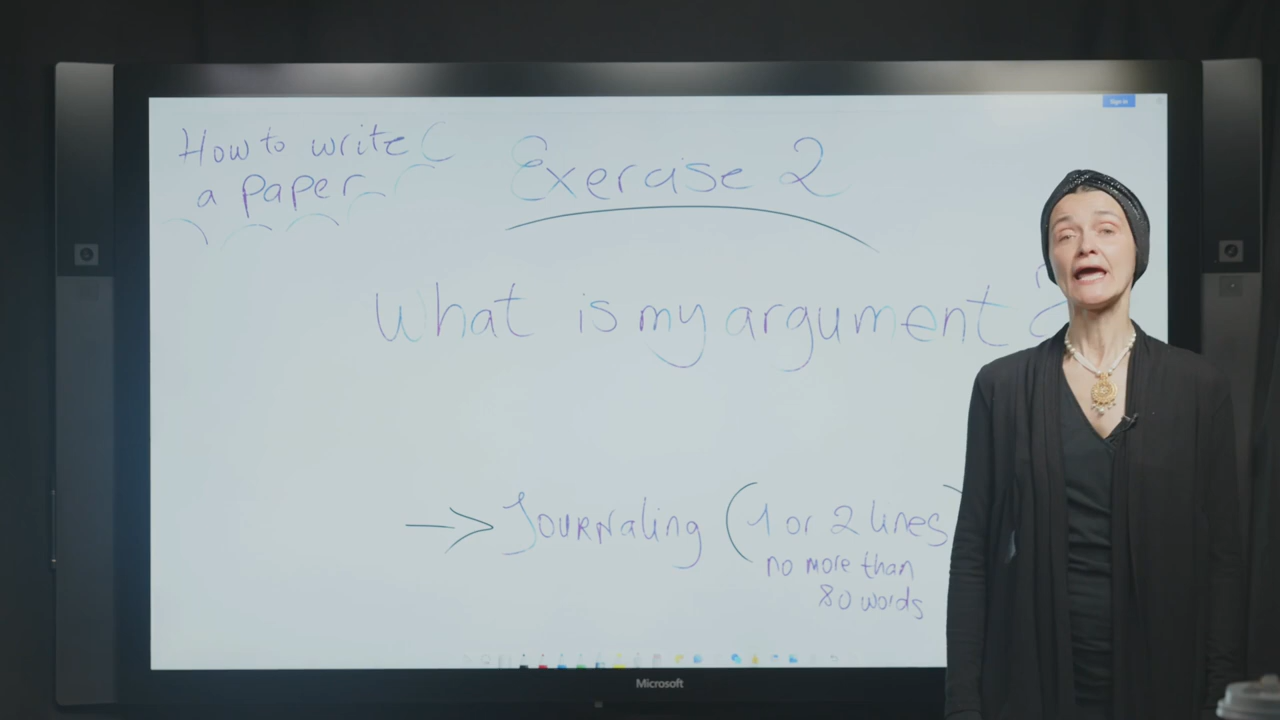 Sign in
How to write
a paper
Exercise 2
What is my argument ?
→ Journaling (1 or 2 lines)
no more than
80 words
Microsoft